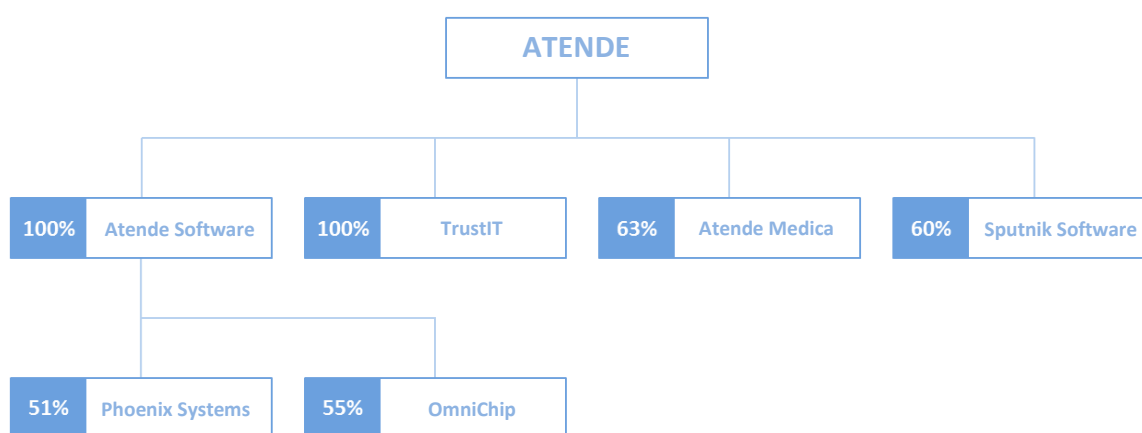 ATENDE
100% Atende Software
100% TrustIT
63% Atende Medica
60% Sputnik Software
51% Phoenix Systems
55% OmniChip